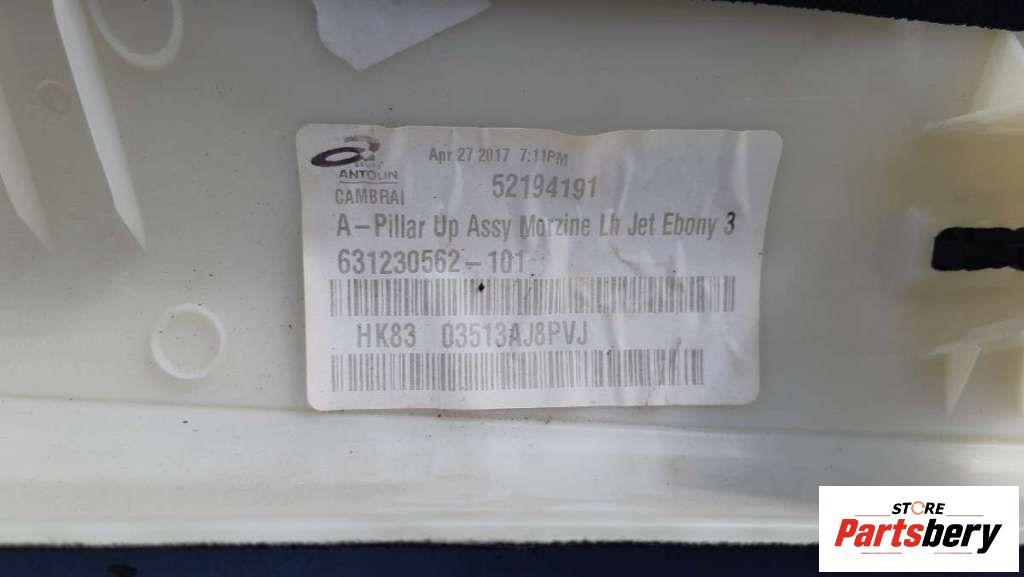 Apr 27 2017 7:11PM
ANTOLIN
CAMBRAI
52194191
A-Pillar Up Assy Morzine Lh Jet Ebony 3
631230562-101
HK83 03513AJ8PVJ
STORE
Partsbery